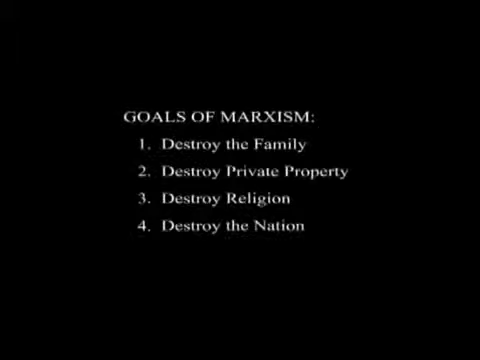 GOALS OF MARXISM:
1. Destroy the Family
2. Destroy Private Property
3. Destroy Religion
4. Destroy the Nation